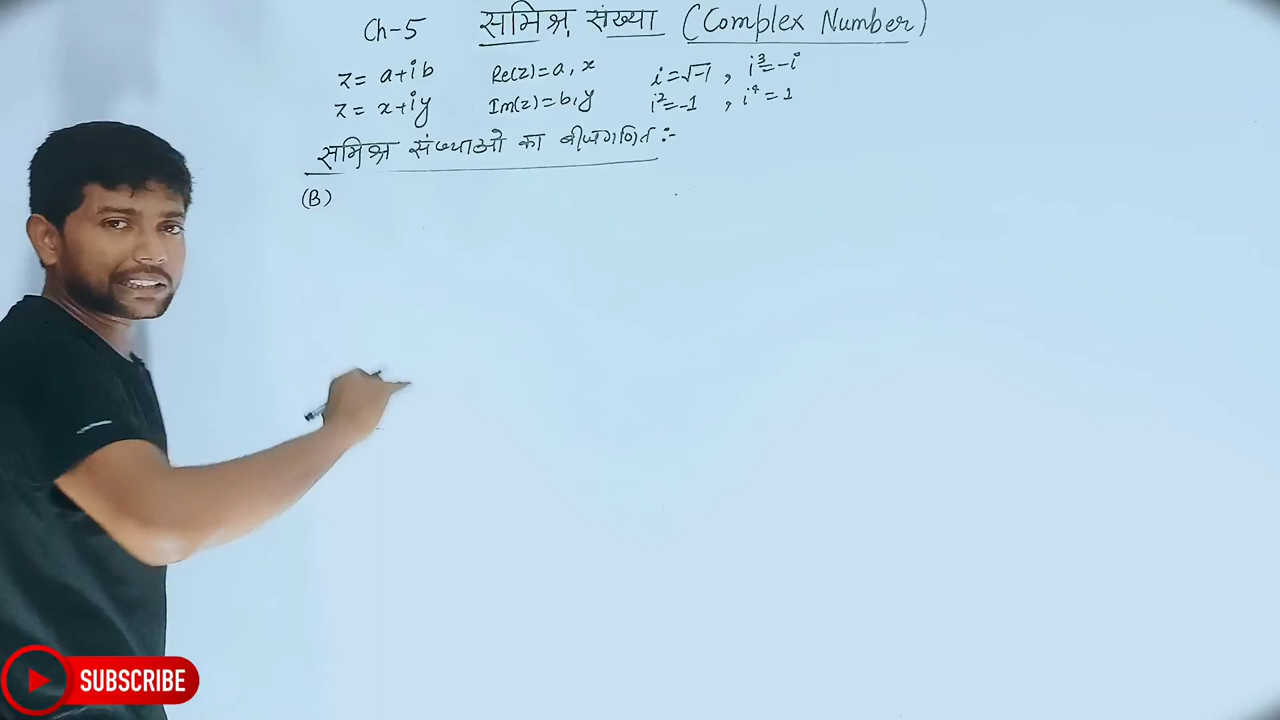 Ch-5 समिश्र संख्या (Complex Number)
z = a+ib Re(z)=a, x i=√-1 , i³=-i
z = x+iy Im(z)=b, y i²=-1 , i⁴=1
समिश्र संख्याओ का बीजगणित :-
(B)
SUBSCRIBE